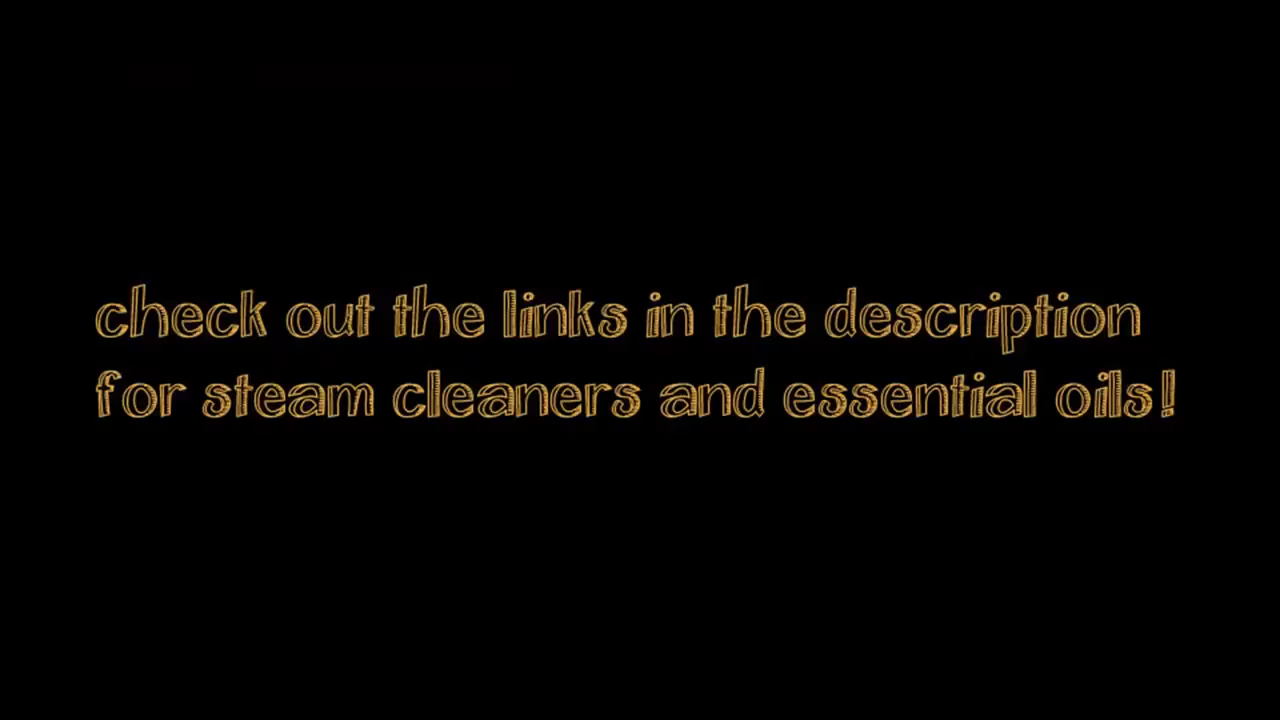 check out the links in the description
for steam cleaners and essential oils!